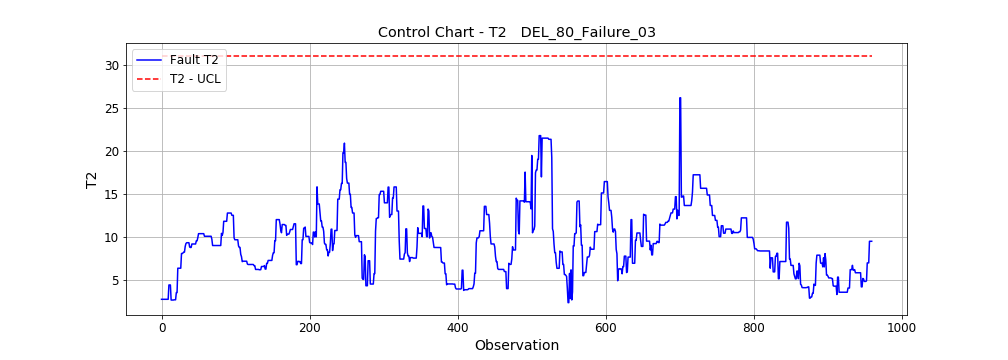 Control Chart - T2   DEL_80_Failure_03
Fault T2
T2 - UCL
30
25
20
15
10
5
T2
0 200 400 600 800 1000
Observation